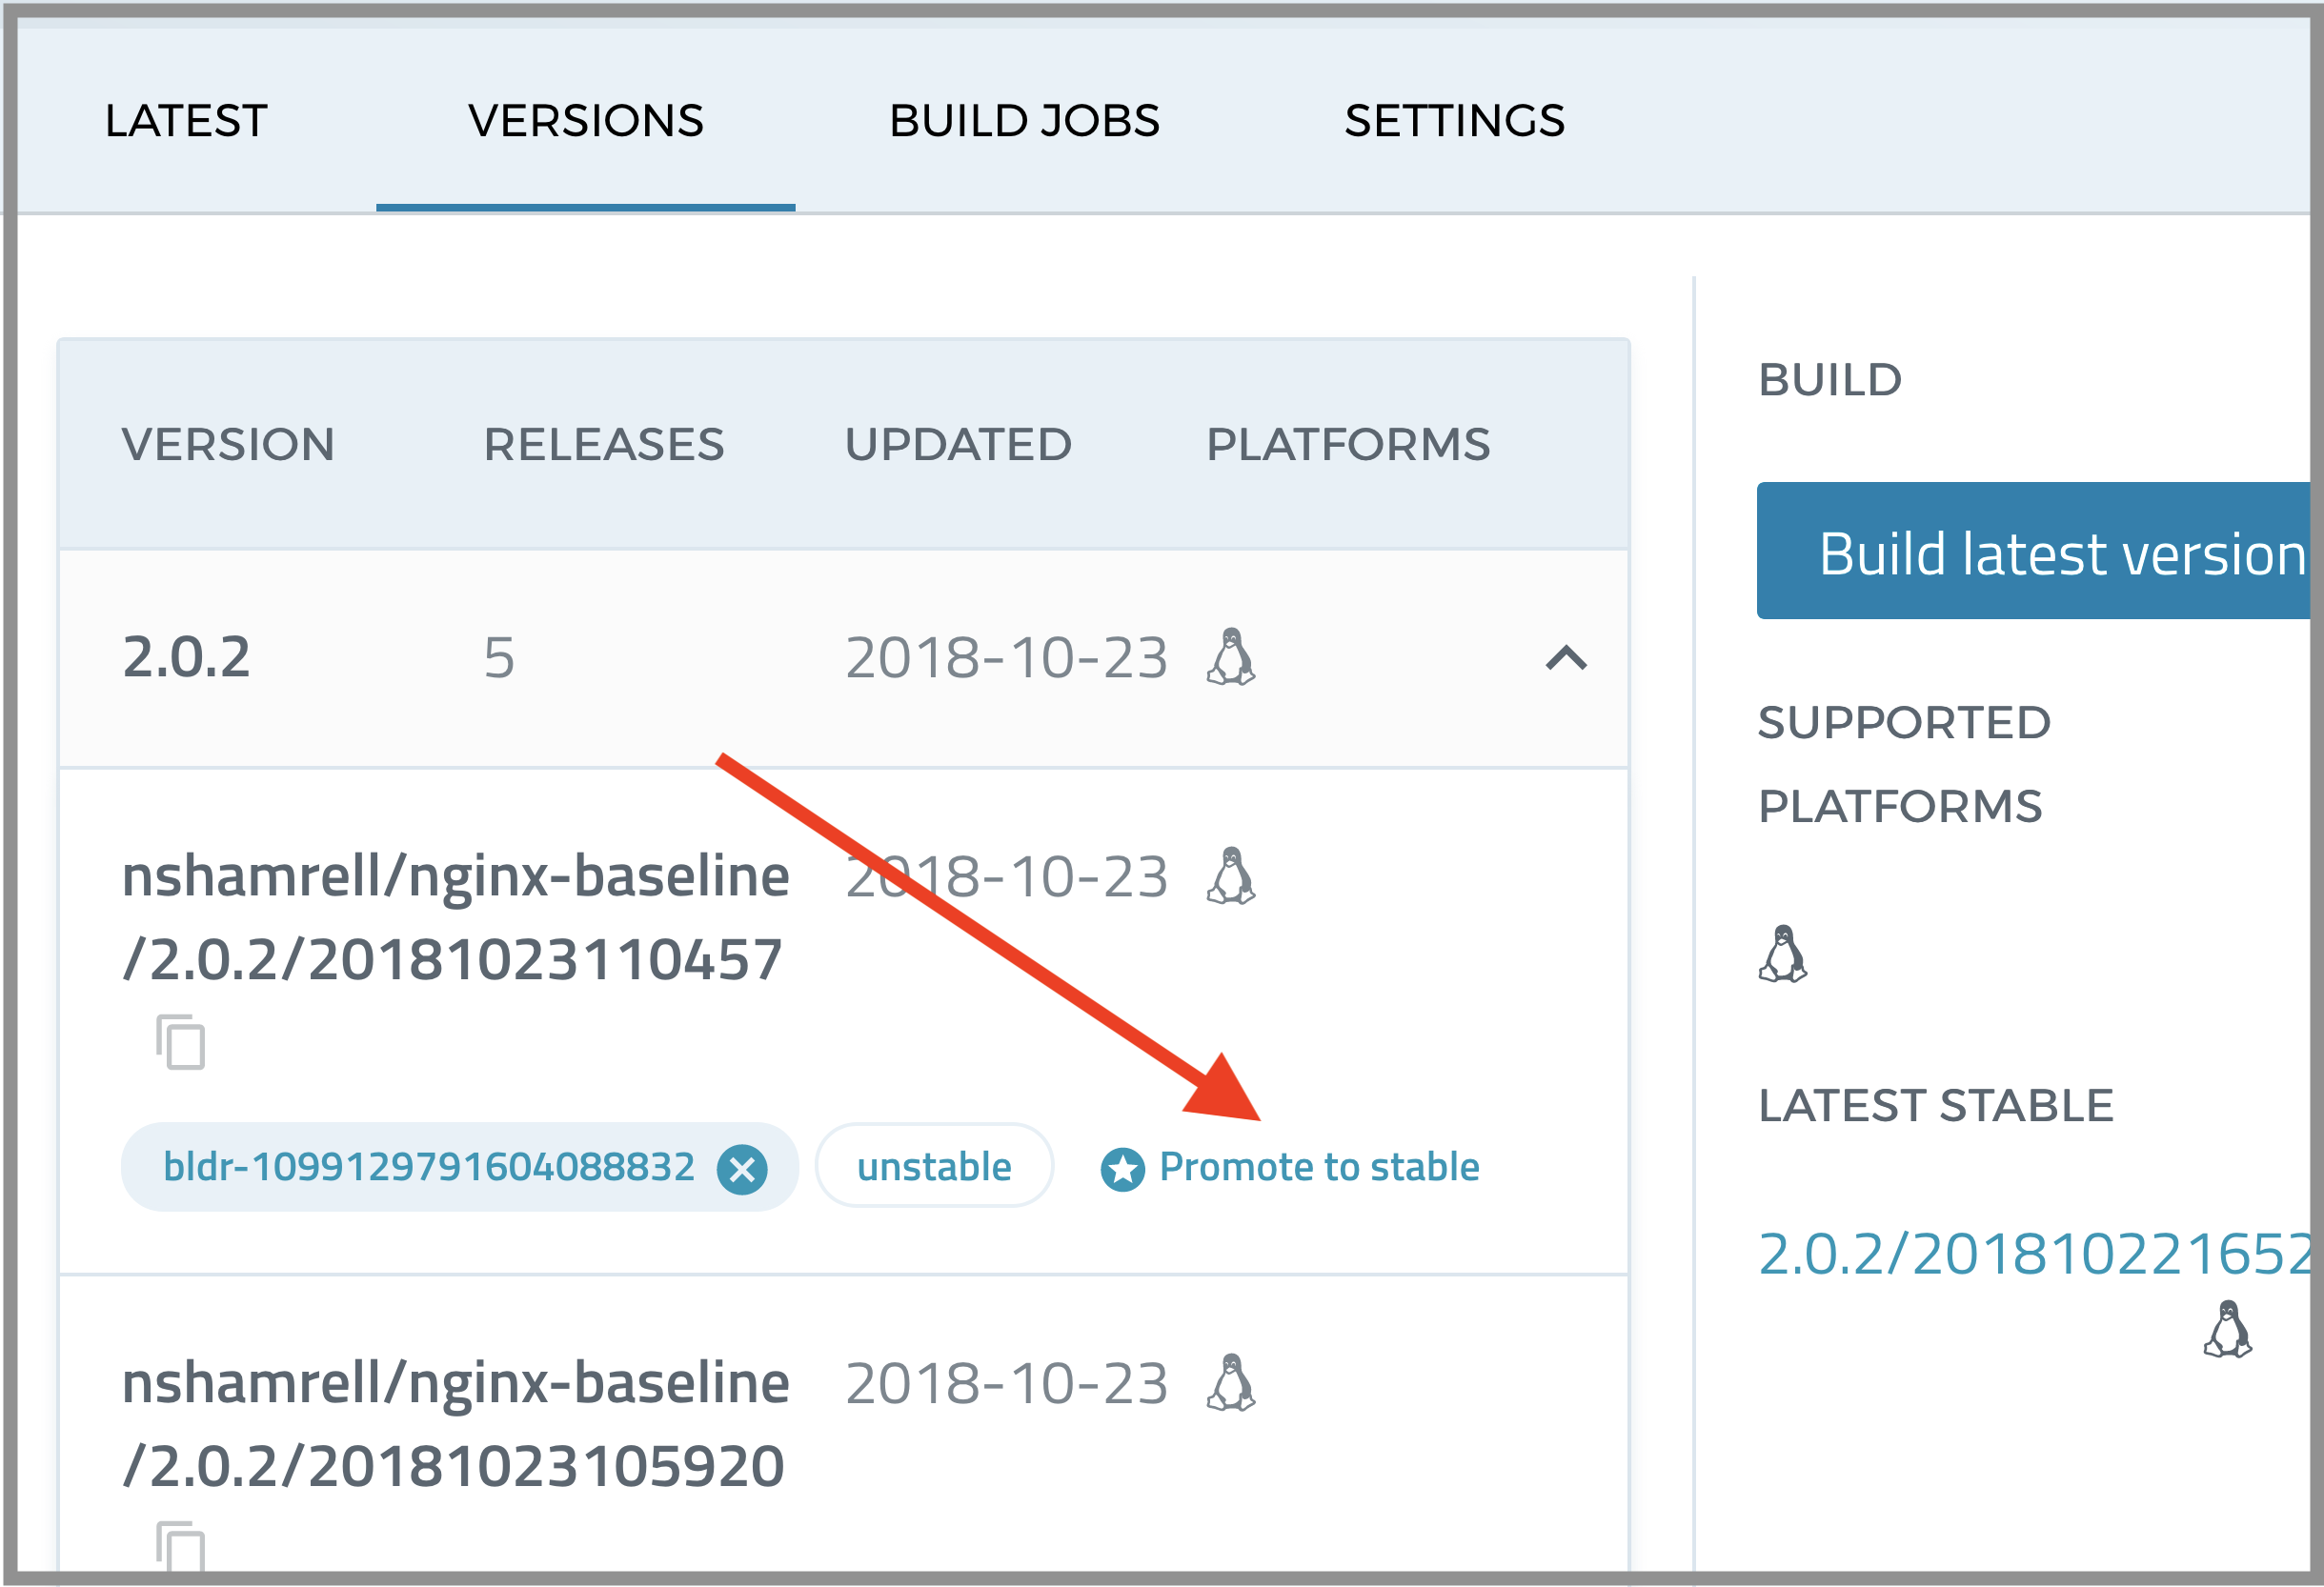 LATEST VERSIONS BUILD JOBS SETTINGS
VERSION RELEASES UPDATED PLATFORMS
2.0.2 5 2018-10-23
nshamrell/nginx-baseline 2018-10-23
/2.0.2/20181023110457
bldr-1099129791604088832 unstable Promote to stable
nshamrell/nginx-baseline 2018-10-23
/2.0.2/20181023105920
BUILD
Build latest version
SUPPORTED
PLATFORMS
LATEST STABLE
2.0.2/201810221652